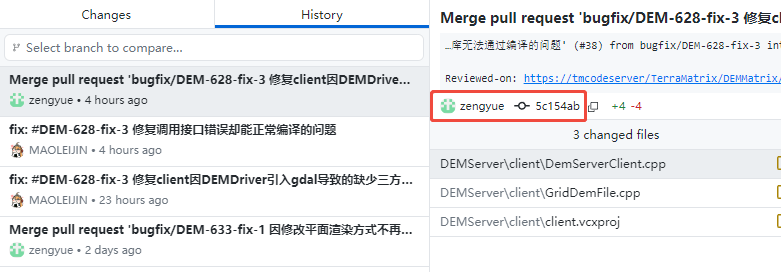 Changes
History
Select branch to compare...
Merge pull request 'bugfix/DEM-628-fix-3 修复client因DEMDrive...
zengyue • 4 hours ago
fix: #DEM-628-fix-3 修复调用接口错误却能正常编译的问题
MAOLEIJIN • 4 hours ago
fix: #DEM-628-fix-3 修复client因DEMDriver引入gdal导致的缺少三方...
MAOLEIJIN • 23 hours ago
Merge pull request 'bugfix/DEM-633-fix-1 因修改平面渲染方式不再...
zengyue • 2 days ago
Merge pull request 'bugfix/DEM-628-fix-3 修复cl
…库无法通过编译的问题' (#38) from bugfix/DEM-628-fix-3 int
Reviewed-on: https://tmcodeserver/TerraMatrix/DEMMatrix/
zengyue 5c154ab +4 -4
3 changed files
DEMServer\client\DemServerClient.cpp
DEMServer\client\GridDemFile.cpp
DEMServer\client\client.vcxproj